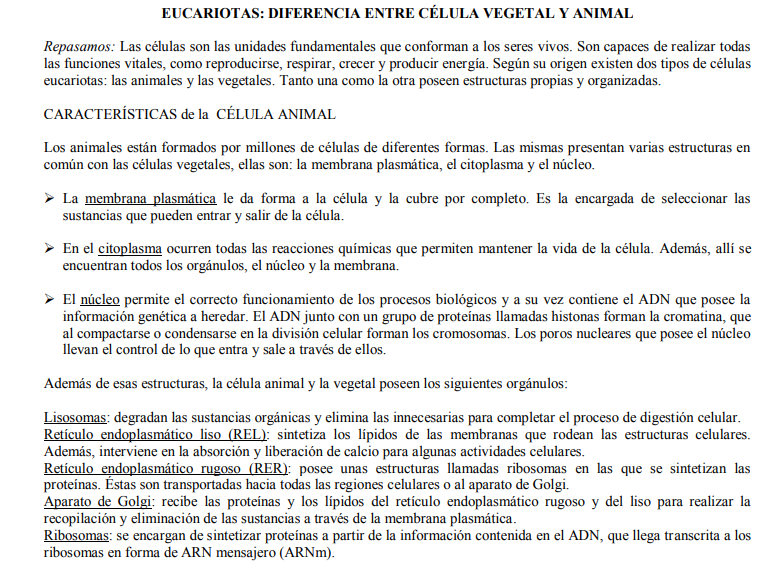 EUCARIOTAS: DIFERENCIA ENTRE CÉLULA VEGETAL Y ANIMAL
Repasamos: Las células son las unidades fundamentales que conforman a los seres vivos. Son capaces de realizar todas
las funciones vitales, como reproducirse, respirar, crecer y producir energía. Según su origen existen dos tipos de células
eucariotas: las animales y las vegetales. Tanto una como la otra poseen estructuras propias y organizadas.
CARACTERÍSTICAS de la CÉLULA ANIMAL
Los animales están formados por millones de células de diferentes formas. Las mismas presentan varias estructuras en
común con las células vegetales, ellas son: la membrana plasmática, el citoplasma y el núcleo.
➢ La membrana plasmática le da forma a la célula y la cubre por completo. Es la encargada de seleccionar las
sustancias que pueden entrar y salir de la célula.
➢ En el citoplasma ocurren todas las reacciones químicas que permiten mantener la vida de la célula. Además, allí se
encuentran todos los orgánulos, el núcleo y la membrana.
➢ El núcleo permite el correcto funcionamiento de los procesos biológicos y a su vez contiene el ADN que posee la
información genética a heredar. El ADN junto con un grupo de proteínas llamadas histonas forman la cromatina, que
al compactarse o condensarse en la división celular forman los cromosomas. Los poros nucleares que posee el núcleo
llevan el control de lo que entra y sale a través de ellos.
Además de esas estructuras, la célula animal y la vegetal poseen los siguientes orgánulos:
Lisosomas: degradan las sustancias orgánicas y elimina las innecesarias para completar el proceso de digestión celular.
Retículo endoplasmático liso (REL): sintetiza los lípidos de las membranas que rodean las estructuras celulares.
Además, interviene en la absorción y liberación de calcio para algunas actividades celulares.
Retículo endoplasmático rugoso (RER): posee unas estructuras llamadas ribosomas en las que se sintetizan las
proteínas. Éstas son transportadas hacia todas las regiones celulares o al aparato de Golgi.
Aparato de Golgi: recibe las proteínas y los lípidos del retículo endoplasmático rugoso y del liso para realizar la
recopilación y eliminación de las sustancias a través de la membrana plasmática.
Ribosomas: se encargan de sintetizar proteínas a partir de la información contenida en el ADN, que llega transcrita a los
ribosomas en forma de ARN mensajero (ARNm).